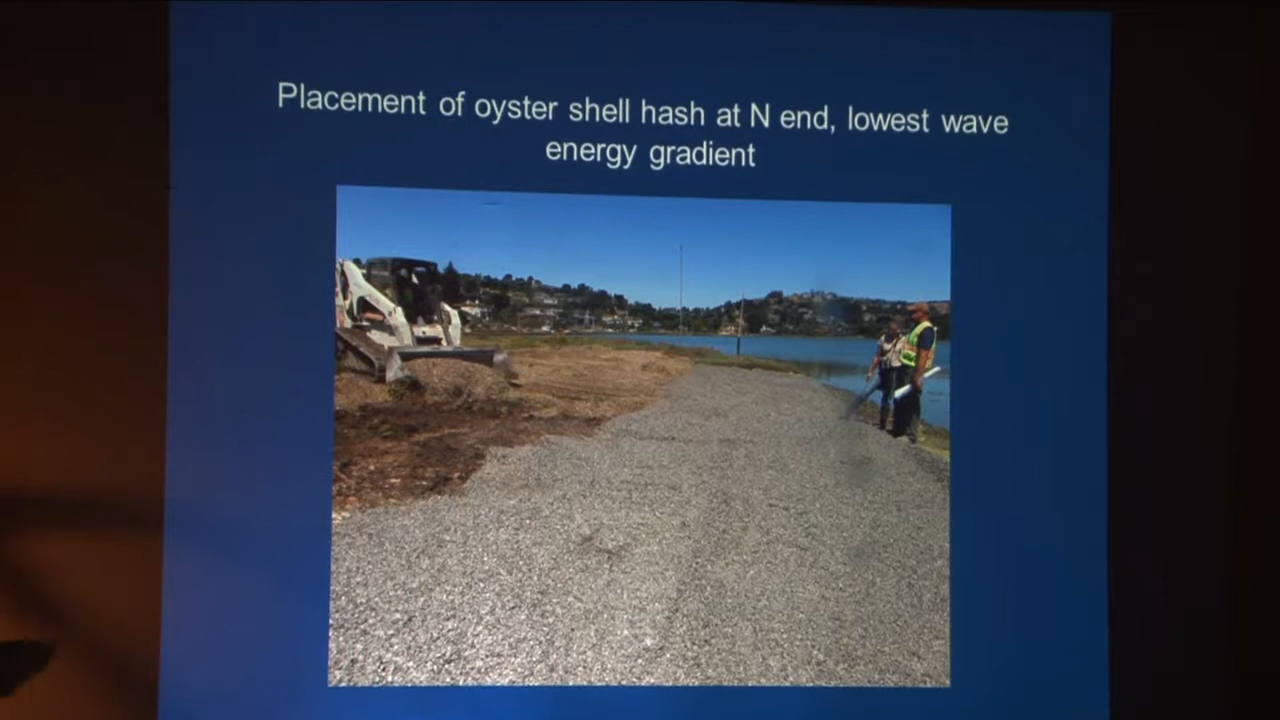 Placement of oyster shell hash at N end, lowest wave
energy gradient